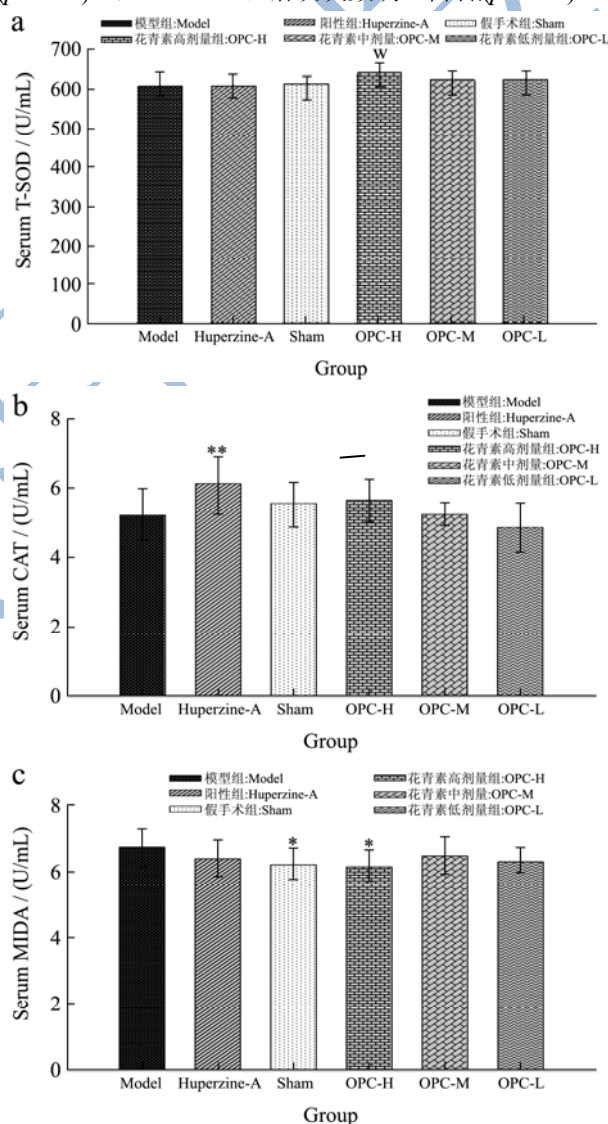 a
模型组:Model 阳性组:Huperzine-A 假手术组:Sham
花青素高剂量组:OPC-H 花青素中剂量:OPC-M 花青素低剂量组:OPC-L
Serum T-SOD / (U/mL)
700
600
500
400
300
200
100
0
w
Model Huperzine-A Sham OPC-H OPC-M OPC-L
Group
b
模型组:Model
阳性组:Huperzine-A
假手术组:Sham
花青素高剂量组:OPC-H
花青素中剂量:OPC-M
花青素低剂量组:OPC-L
Serum CAT / (U/mL)
8
6
4
2
0
**
Model Huperzine-A Sham OPC-H OPC-M OPC-L
Group
c
模型组:Model 花青素高剂量组:OPC-H
阳性组:Huperzine-A 花青素中剂量:OPC-M
假手术组:Sham 花青素低剂量组:OPC-L
Serum MIDA / (U/mL)
8
6
4
2
0
* *
Model Huperzine-A Sham OPC-H OPC-M OPC-L
Group